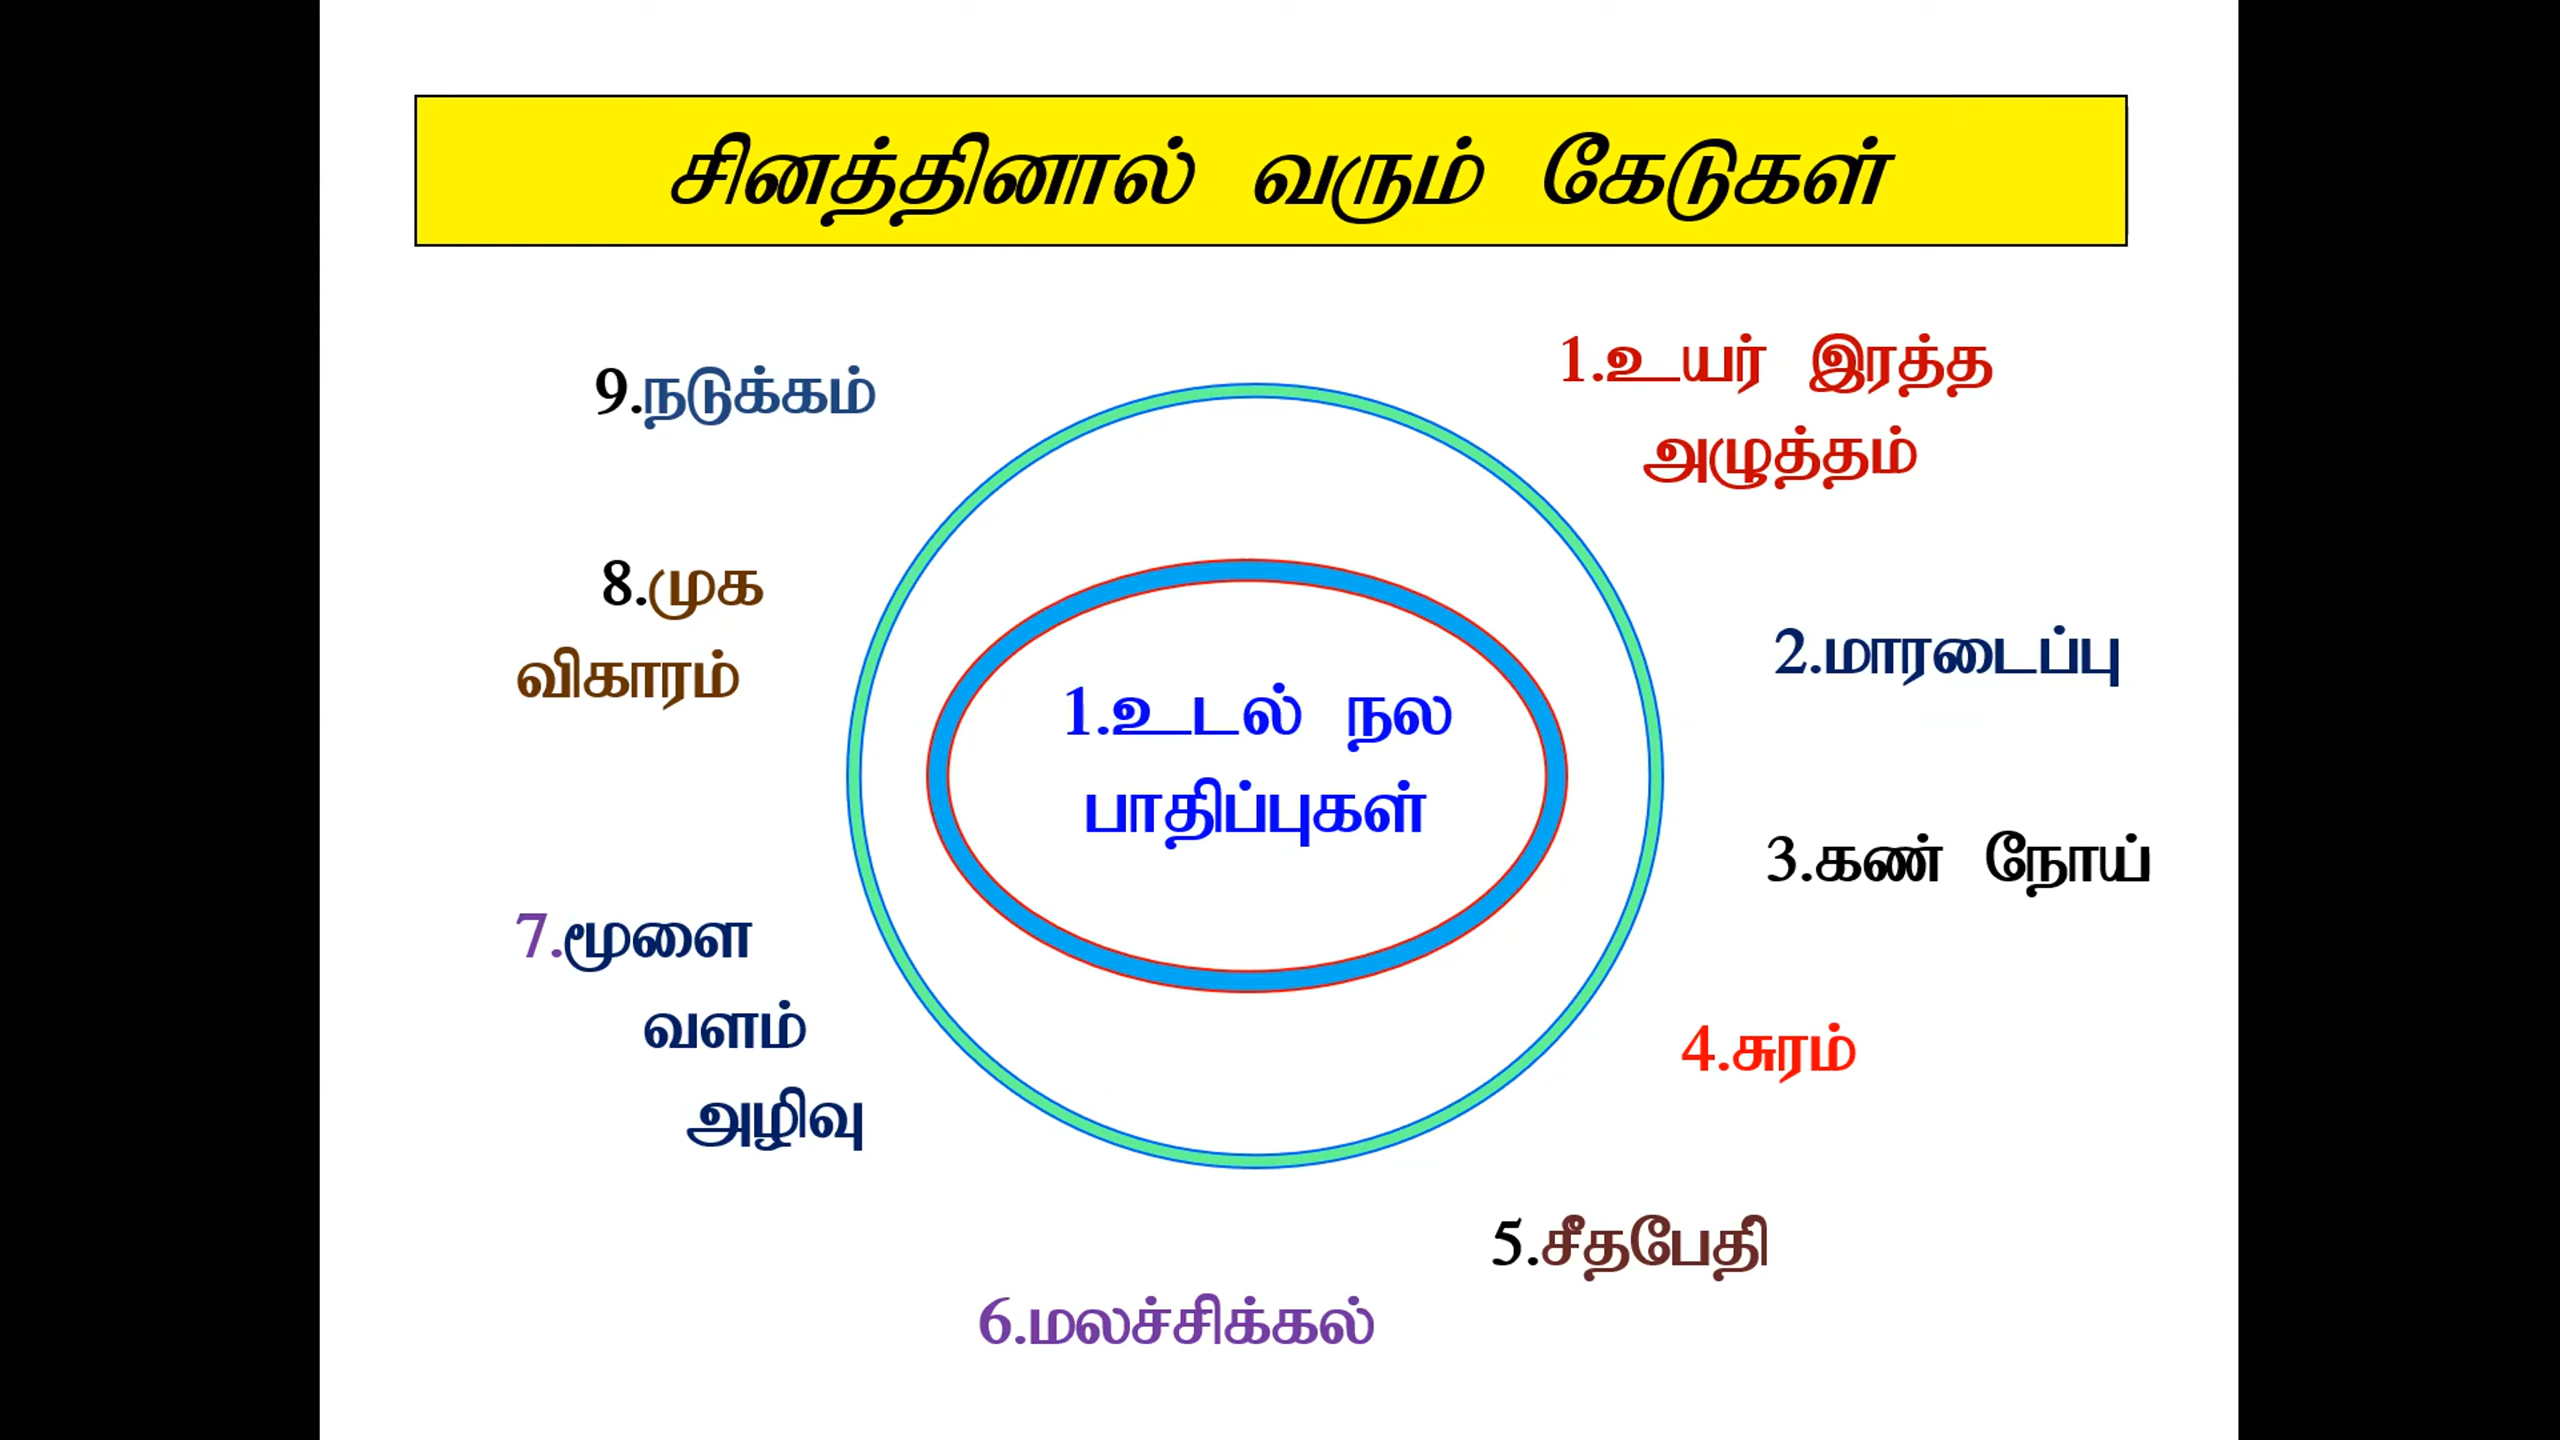 சினத்தினால் வரும் கேடுகள்
1.உடல் நல
பாதிப்புகள்
1.உயர் இரத்த
அழுத்தம்
2.மாரடைப்பு
3.கண் நோய்
4.சுரம்
5.சீதபேதி
6.மலச்சிக்கல்
7.மூளை
வளம்
அழிவு
8.முக
விகாரம்
9.நடுக்கம்